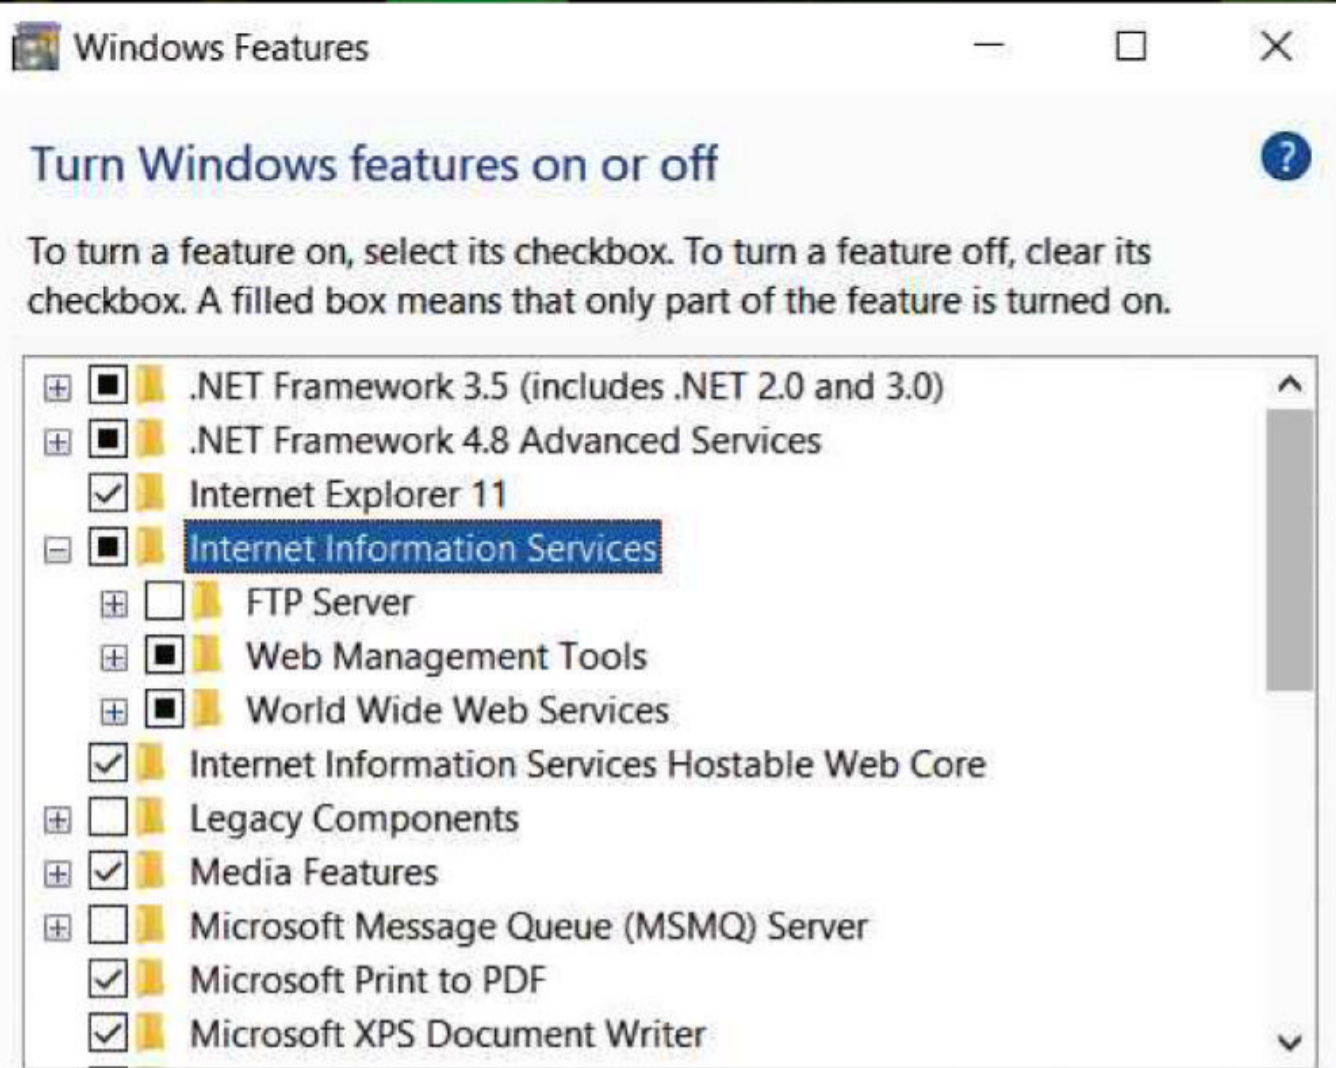 Windows Features
Turn Windows features on or off
?
To turn a feature on, select its checkbox. To turn a feature off, clear its
checkbox. A filled box means that only part of the feature is turned on.
.NET Framework 3.5 (includes .NET 2.0 and 3.0)
.NET Framework 4.8 Advanced Services
Internet Explorer 11
Internet Information Services
FTP Server
Web Management Tools
World Wide Web Services
Internet Information Services Hostable Web Core
Legacy Components
Media Features
Microsoft Message Queue (MSMQ) Server
Microsoft Print to PDF
Microsoft XPS Document Writer